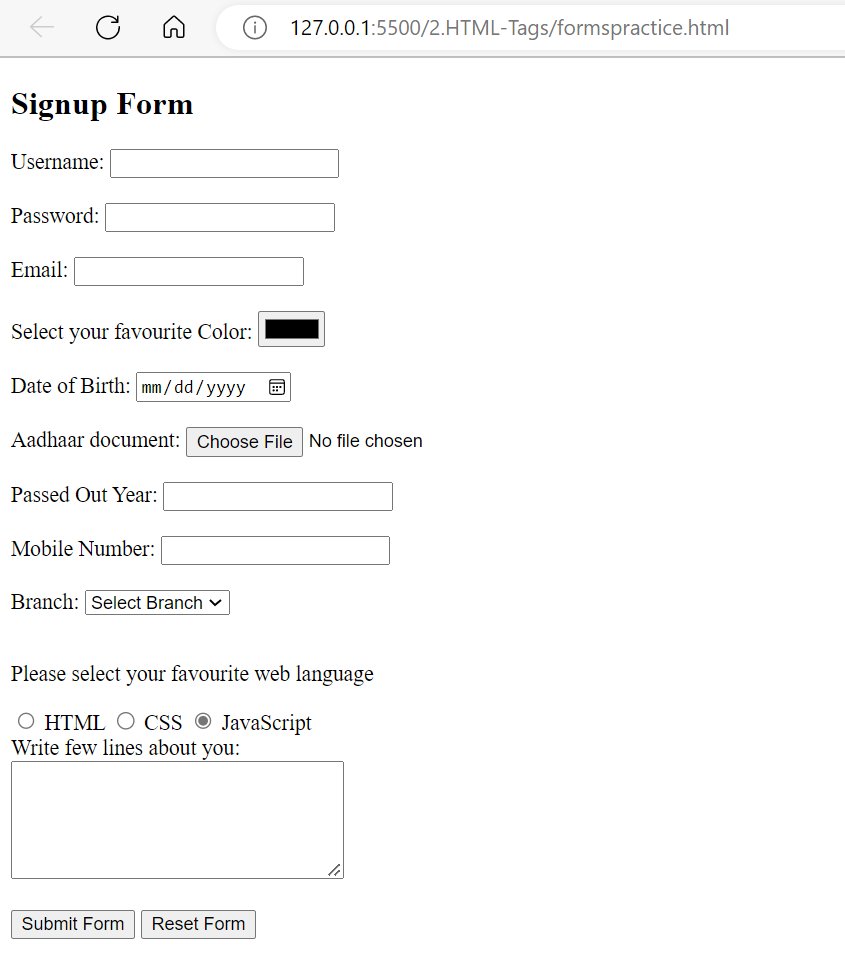 127.0.0.1:5500/2.HTML-Tags/formspractice.html
Signup Form
Username:
Password:
Email:
Select your favourite Color:
Date of Birth: mm/dd/yyyy
Aadhaar document: Choose File No file chosen
Passed Out Year:
Mobile Number:
Branch: Select Branch
Please select your favourite web language
HTML CSS JavaScript
Write few lines about you:
Submit Form Reset Form